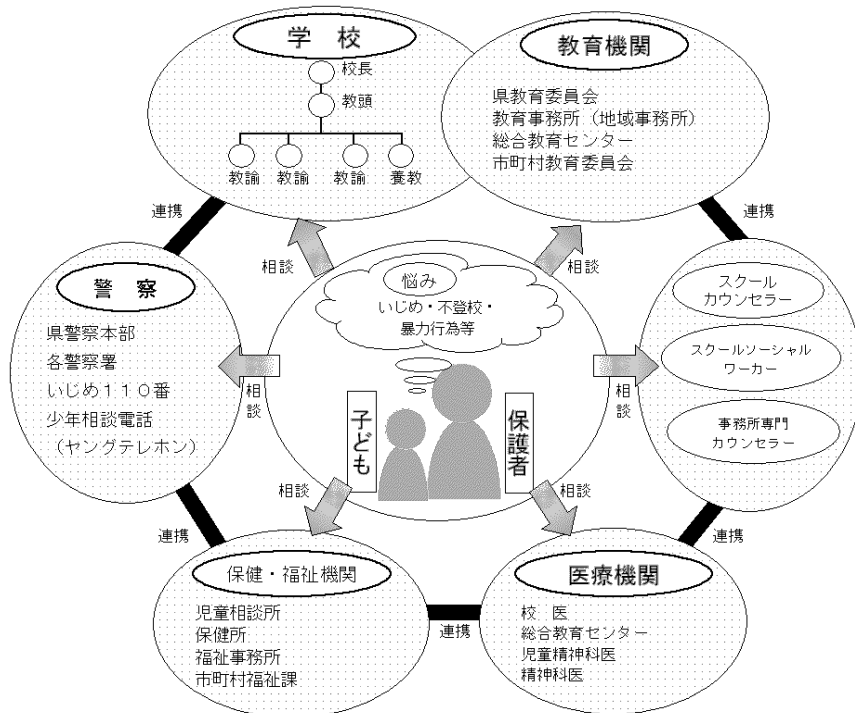 学 校
校長
教頭
教諭
教諭
教諭
養教
教育機関
県教育委員会
教育事務所（地域事務所）
総合教育センター
市町村教育委員会
連携
連携
相談
相談
悩み
いじめ・不登校・
暴力行為等
警 察
県警察本部
各警察署
いじめ１１０番
少年相談電話
（ヤングテレホン）
相談
子ども
保護者
相談
スクール
カウンセラー
スクールソーシャル
ワーカー
事務所専門
カウンセラー
相談
相談
連携
連携
保健・福祉機関
児童相談所
保健所
福祉事務所
市町村福祉課
連携
医療機関
校 医
総合教育センター
児童精神科医
精神科医